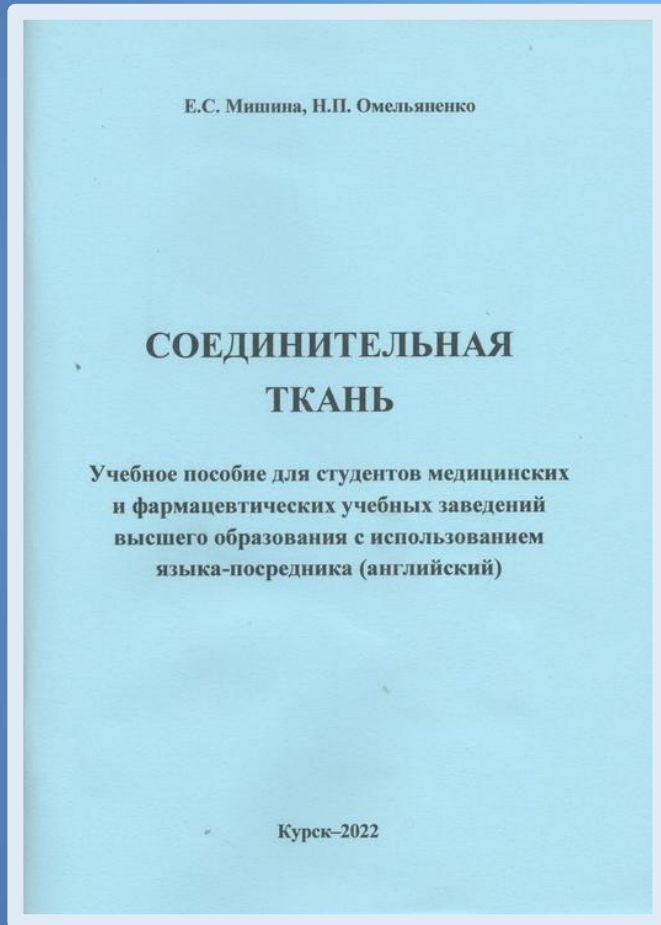 Е.С. Мишина, Н.П. Омельяненко
СОЕДИНИТЕЛЬНАЯ
ТКАНЬ
Учебное пособие для студентов медицинских
и фармацевтических учебных заведений
высшего образования с использованием
языка-посредника (английский)
Курск–2022